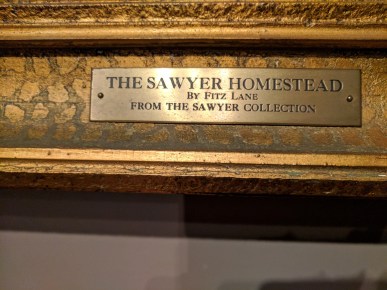 THE SAWYER HOMESTEAD
BY FITZ LANE
FROM THE SAWYER COLLECTION